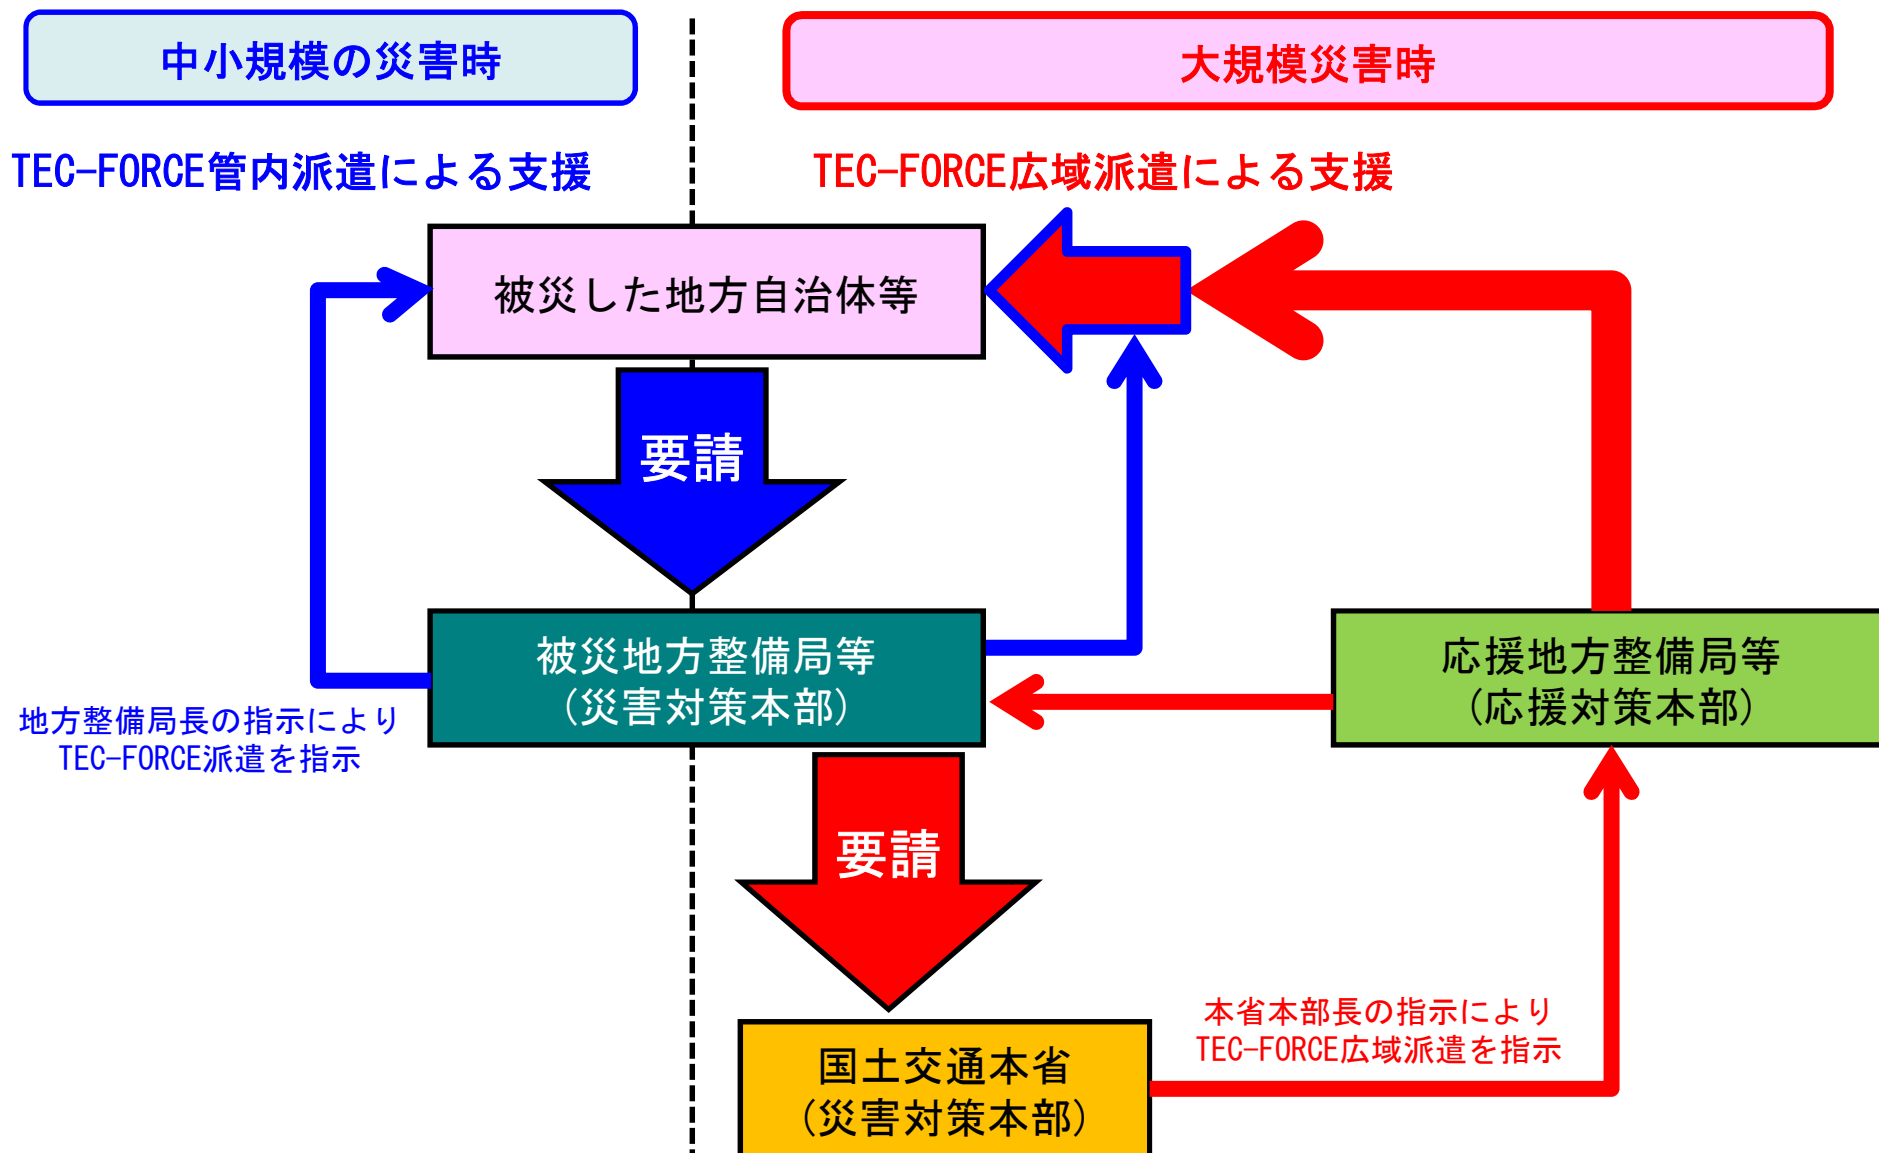 中小規模の災害時
大規模災害時
TEC-FORCE管内派遣による支援
TEC-FORCE広域派遣による支援
被災した地方自治体等
要請
被災地方整備局等
(災害対策本部)
応援地方整備局等
(応援対策本部)
地方整備局長の指示により
TEC-FORCE派遣を指示
要請
本省本部長の指示により
TEC-FORCE広域派遣を指示
国土交通本省
(災害対策本部)